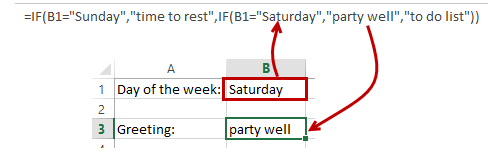 =IF(B1="Sunday","time to rest",IF(B1="Saturday","party well","to do list"))
A B
1 Day of the week: Saturday
2
3 Greeting: party well